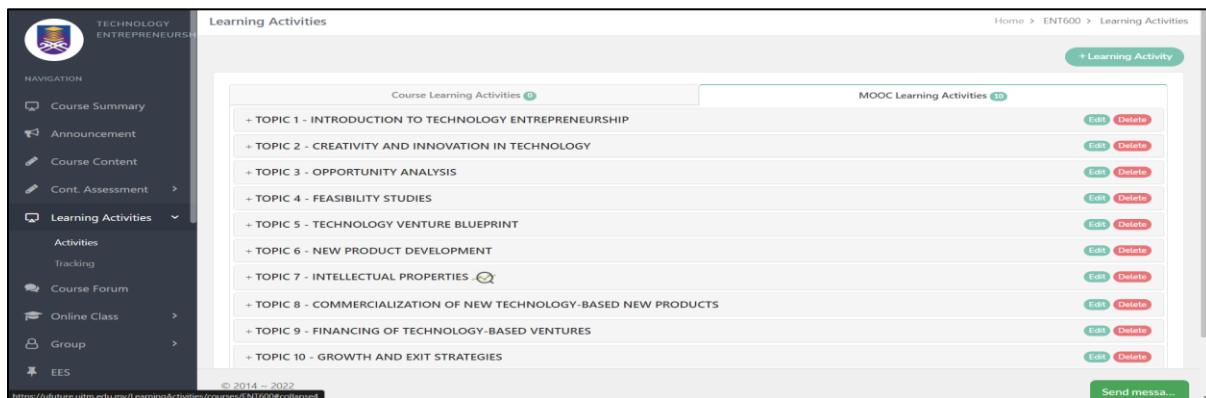 TECHNOLOGY
ENTREPRENEURSH
Learning Activities
Home > ENT600 > Learning Activities
+ Learning Activity
NAVIGATION
Course Summary
Announcement
Course Content
Cont. Assessment >
Learning Activities
Activities
Tracking
Course Forum
Online Class >
Group >
EES
Course Learning Activities 0
MOOC Learning Activities 10
+ TOPIC 1 - INTRODUCTION TO TECHNOLOGY ENTREPRENEURSHIP Edit Delete
+ TOPIC 2 - CREATIVITY AND INNOVATION IN TECHNOLOGY Edit Delete
+ TOPIC 3 - OPPORTUNITY ANALYSIS Edit Delete
+ TOPIC 4 - FEASIBILITY STUDIES Edit Delete
+ TOPIC 5 - TECHNOLOGY VENTURE BLUEPRINT Edit Delete
+ TOPIC 6 - NEW PRODUCT DEVELOPMENT Edit Delete
+ TOPIC 7 - INTELLECTUAL PROPERTIES Edit Delete
+ TOPIC 8 - COMMERCIALIZATION OF NEW TECHNOLOGY-BASED NEW PRODUCTS Edit Delete
+ TOPIC 9 - FINANCING OF TECHNOLOGY-BASED VENTURES Edit Delete
+ TOPIC 10 - GROWTH AND EXIT STRATEGIES Edit Delete
© 2014 ~ 2022
Send messa...
https://ufuture.uitm.edu.my/LearningActivities/courses/ENT600#collapse4